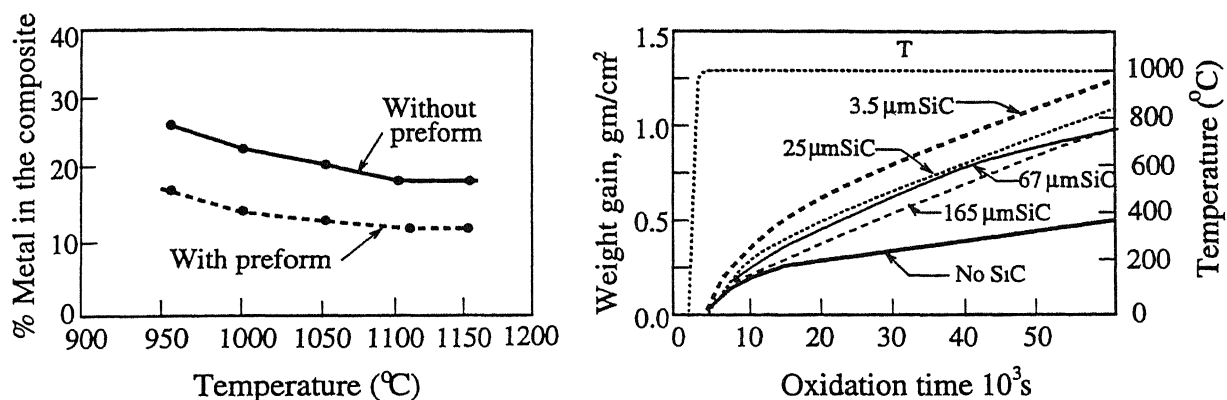 % Metal in the composite
40
30
20
10
0
900
950
1000
1050
1100
1150
1200
Temperature (°C)
Without
preform
With preform
Weight gain, gm/cm²
1.5
1.0
0.5
0.0
0
10
20
30
40
50
Oxidation time 10³s
T
3.5 µmSiC
25 µmSiC
67 µmSiC
165 µmSiC
No SiC
1000
800
600
400
200
0
Temperature (°C)